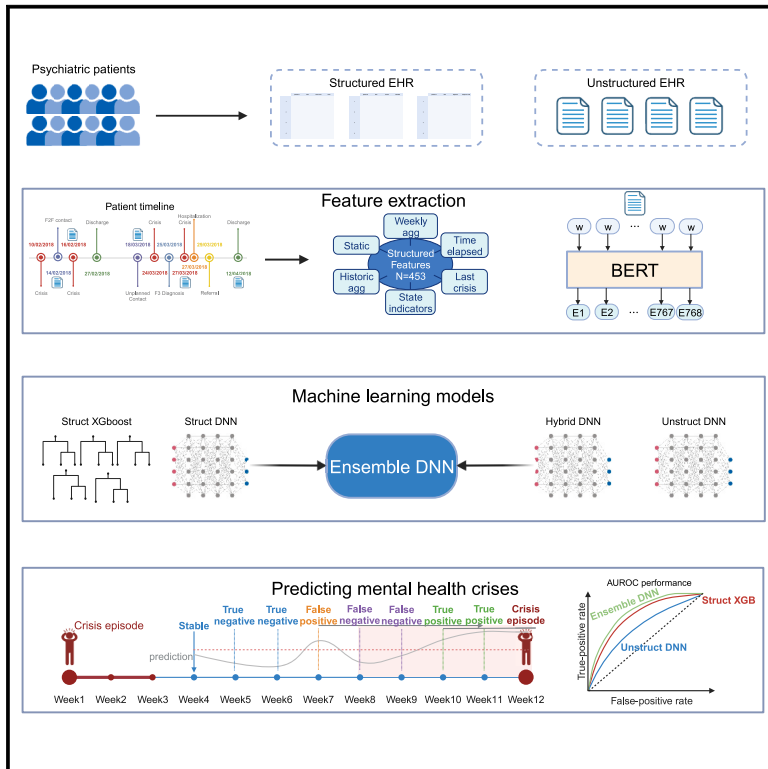 Psychiatric patients
Structured EHR
Unstructured EHR
Feature extraction
Patient timeline
F2F contact
Discharge
Crisis
Hospitalization
Crisis
Discharge
10/02/2018
16/02/2018
18/03/2018
25/03/2018
28/03/2018
27/03/2018
14/02/2018
27/02/2018
24/03/2018
27/03/2018
12/04/2018
Crisis
Crisis
Unplanned
Contact
F3 Diagnosis
Referral
Weekly
agg
Static
Time
elapsed
Structured
Features
N=453
Historic
agg
Last
crisis
State
indicators
w
w
...
w
w
BERT
E1
E2
...
E767
E768
Machine learning models
Struct XGboost
Struct DNN
Hybrid DNN
Unstruct DNN
Ensemble DNN
Predicting mental health crises
Crisis episode
Stable
True
negative
True
negative
False
positive
False
negative
False
negative
True
positive
True
positive
Crisis
episode
prediction
Week1
Week2
Week3
Week4
Week5
Week6
Week7
Week8
Week9
Week10
Week11
Week12
AUROC performance
True-positive rate
Ensemble DNN
Struct XGB
Unstruct DNN
False-positive rate